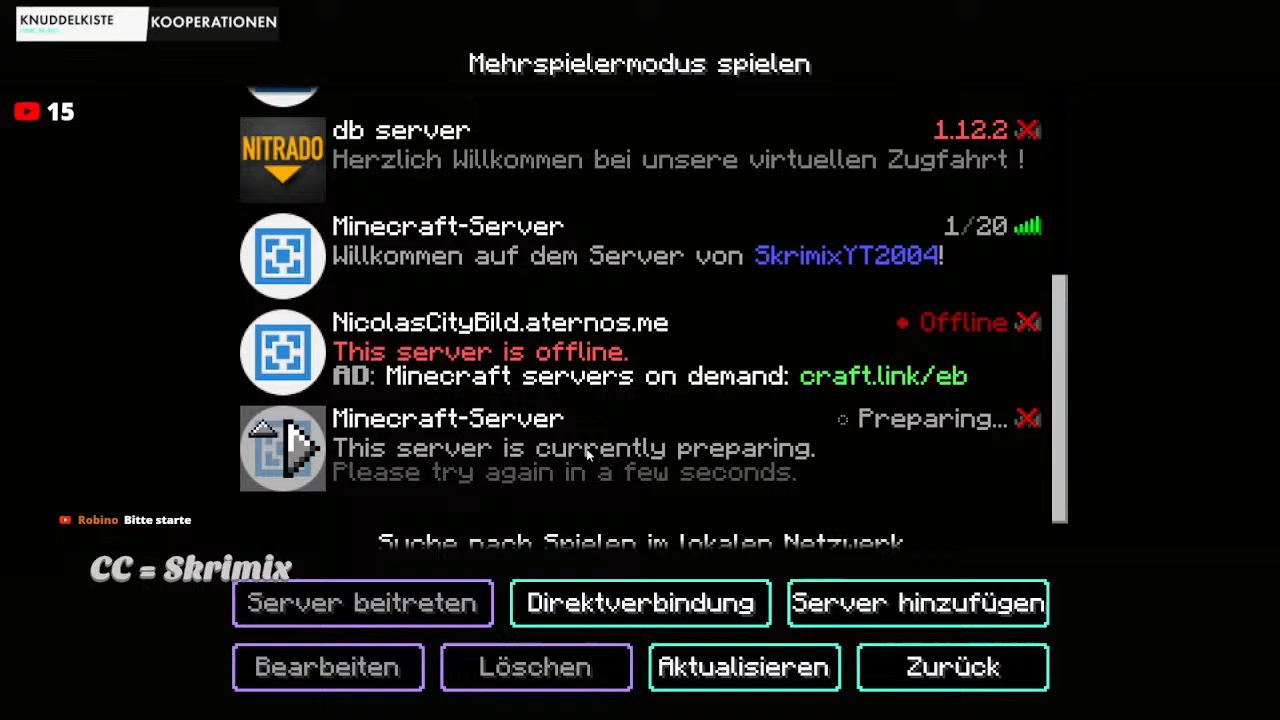 KNUDDELKISTE
KOOPERATIONEN
Mehrspielermodus spielen
15
NITRADO
db server
1.12.2
Herzlich Willkommen bei unsere virtuellen Zugfahrt !
Minecraft-Server
1/20
Willkommen auf dem Server von SkrimixYT2004!
NicolasCityBild.aternos.me
Offline
This server is offline.
AD: Minecraft servers on demand: craft.link/eb
Minecraft-Server
Preparing...
This server is currently preparing.
Please try again in a few seconds.
Robino Bitte starte
Suche nach Spielen im lokalen Netzwerk
CC = Skrimix
Server beitreten
Direktverbindung
Server hinzufügen
Bearbeiten
Löschen
Aktualisieren
Zurück